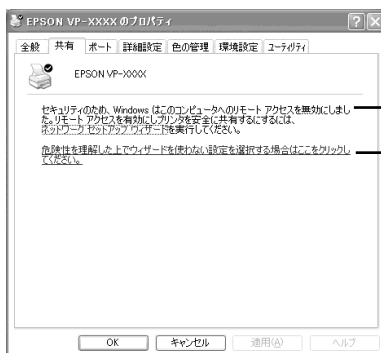 EPSON VP-XXXX のプロパティ
全般 共有 ポート 詳細設定 色の管理 環境設定 ユーティリティ
EPSON VP-XXXX
セキュリティのため、Windows はこのコンピュータへのリモート アクセスを無効にしまし
た。リモート アクセスを有効にしプリンタを安全に共有するにするには、
ネットワーク セットアップ ウィザードを実行してください。
危険性を理解した上でウィザードを使わない設定を選択する場合はここをクリックし
てください。
OK キャンセル 適用(A) ヘルプ